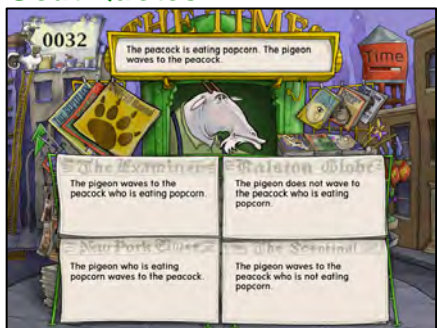 THE TIMES
0032
The peacock is eating popcorn. The pigeon
waves to the peacock.
Time
The Examiner
The pigeon waves to the
peacock who is eating popcorn.
Ralston Globe
The pigeon does not wave to
the peacock who is eating
popcorn.
New Pork Times
The pigeon who is eating
popcorn waves to the peacock.
The Scentinal
The pigeon waves to the
peacock who is not eating
popcorn.